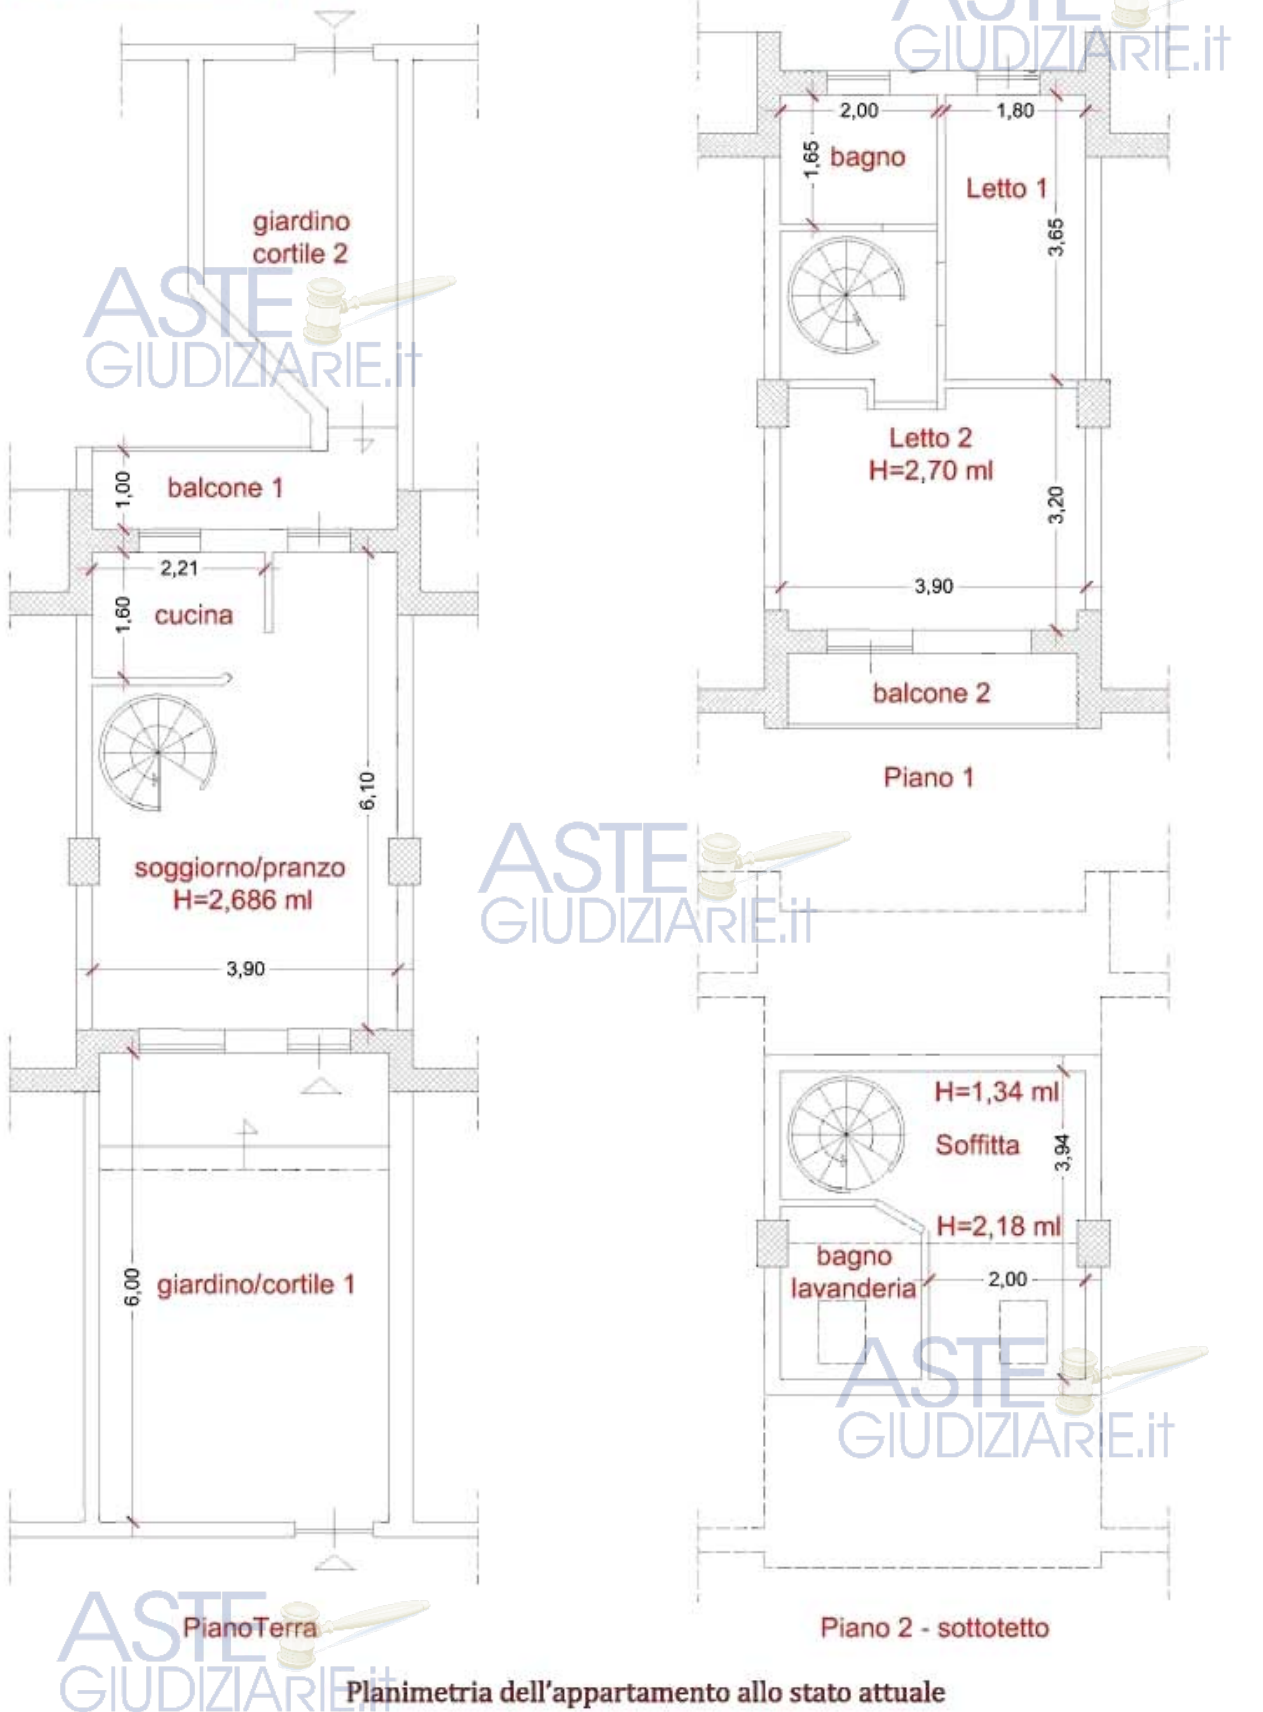 giardino
cortile 2
ASTE
GIUDIZIARIE.it
balcone 1
1,00
2,21
1,60
cucina
6,10
soggiorno/pranzo
H=2,686 ml
3,90
6,00
giardino/cortile 1
PianoTerra
ASTE
GIUDIZIARIE.it
ASTE
GIUDIZIARIE.it
2,00
1,80
1,65
bagno
Letto 1
3,65
Letto 2
H=2,70 ml
3,20
3,90
balcone 2
Piano 1
ASTE
GIUDIZIARIE.it
H=1,34 ml
Soffitta
3,94
H=2,18 ml
bagno
lavanderia
2,00
ASTE
GIUDIZIARIE.it
Piano 2 - sottotetto
Planimetria dell'appartamento allo stato attuale